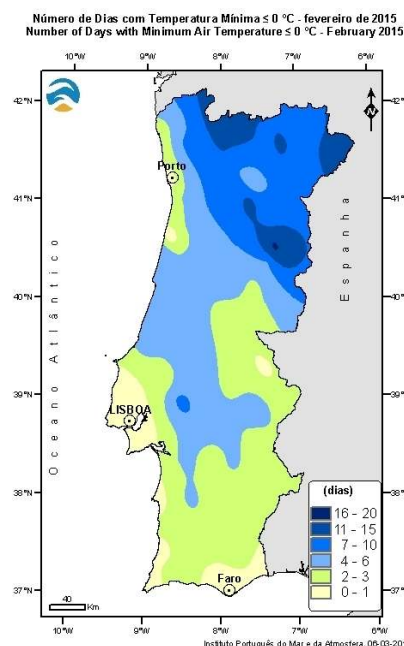 Número de Dias com Temperatura Mínima ≤ 0 °C - fevereiro de 2015
Number of Days with Minimum Air Temperature ≤ 0 °C - February 2015
10°W 9°W 8°W 7°W 6°W
42°N 42°N
N
Porto
41°N 41°N
Espanha
Oceano Atlântico
40°N 40°N
39°N 39°N
LISBOA
38°N 38°N
(dias)
16 - 20
11 - 15
7 - 10
4 - 6
2 - 3
0 - 1
Faro
37°N 37°N
40
Km
10°W 9°W 8°W 7°W 6°W
Instituto Português do Mar e da Atmosfera, 06-03-20